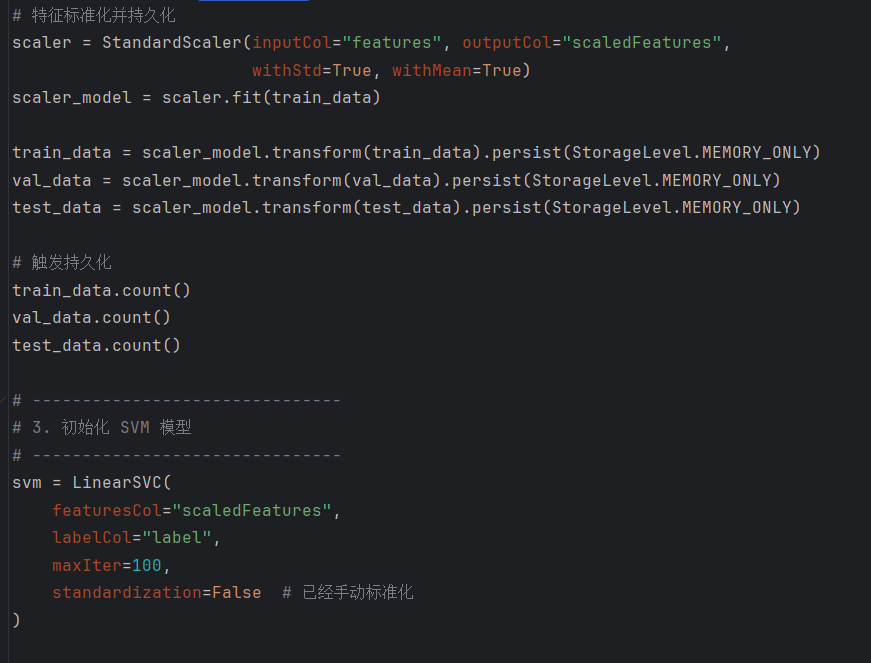 # 特征标准化并持久化
scaler = StandardScaler(inputCol="features", outputCol="scaledFeatures",
                        withStd=True, withMean=True)
scaler_model = scaler.fit(train_data)

train_data = scaler_model.transform(train_data).persist(StorageLevel.MEMORY_ONLY)
val_data = scaler_model.transform(val_data).persist(StorageLevel.MEMORY_ONLY)
test_data = scaler_model.transform(test_data).persist(StorageLevel.MEMORY_ONLY)

# 触发持久化
train_data.count()
val_data.count()
test_data.count()

# -------------------------------
# 3. 初始化 SVM 模型
# -------------------------------
svm = LinearSVC(
    featuresCol="scaledFeatures",
    labelCol="label",
    maxIter=100,
    standardization=False  # 已经手动标准化
)